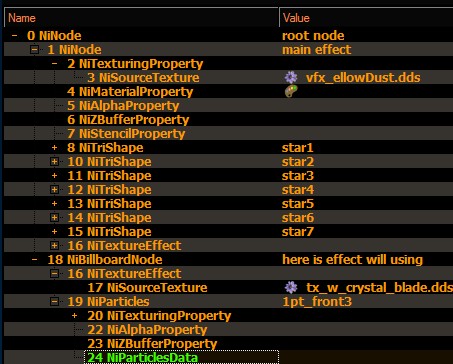 Name Value
0 NiNode root node
1 NiNode main effect
2 NiTexturingProperty
3 NiSourceTexture vfx_ellowDust.dds
4 NiMaterialProperty
5 NiAlphaProperty
6 NiZBufferProperty
7 NiStencilProperty
8 NiTriShape star1
10 NiTriShape star2
11 NiTriShape star3
12 NiTriShape star4
13 NiTriShape star5
14 NiTriShape star6
15 NiTriShape star7
16 NiTextureEffect
18 NiBillboardNode here is effect will using
16 NiTextureEffect
17 NiSourceTexture tx_w_crystal_blade.dds
19 NiParticles 1pt_front3
20 NiTexturingProperty
22 NiAlphaProperty
23 NiZBufferProperty
24 NiParticlesData